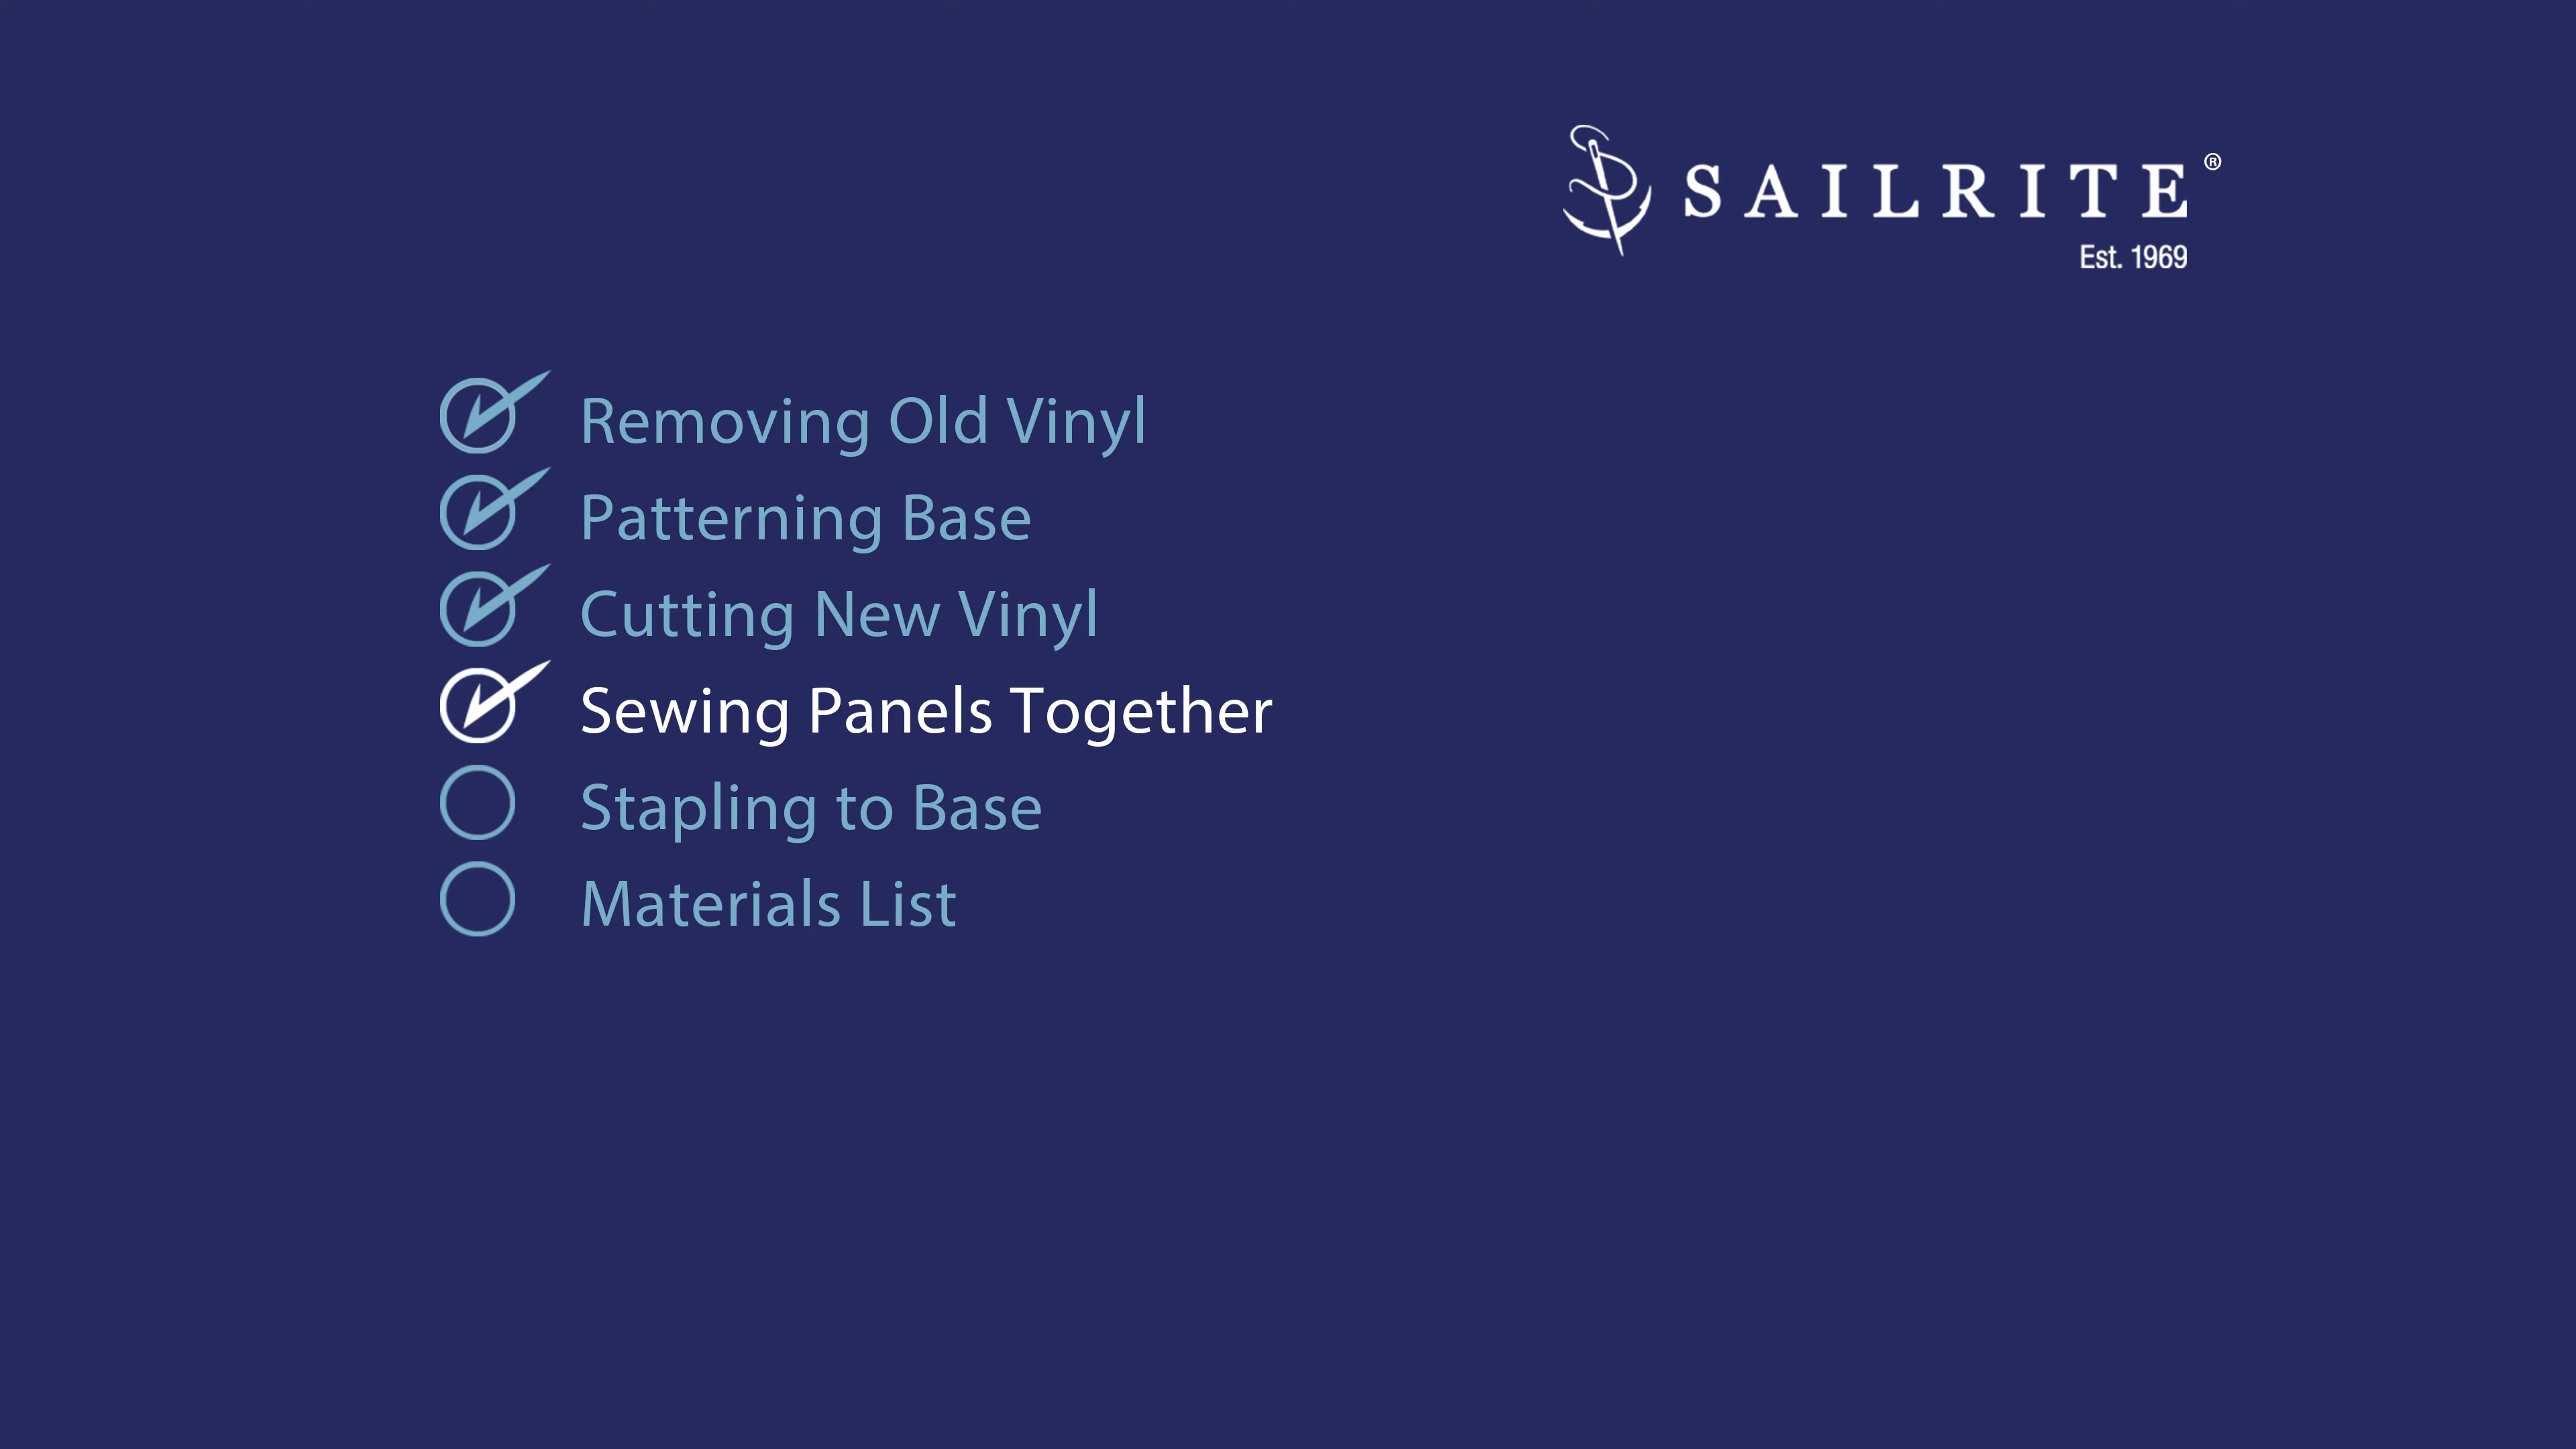 SAILRITE®
Est. 1969
Removing Old Vinyl
Patterning Base
Cutting New Vinyl
Sewing Panels Together
Stapling to Base
Materials List